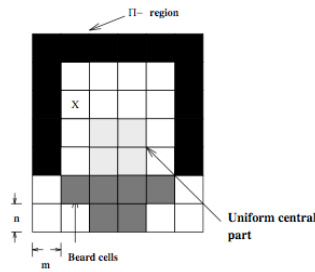 Π− region
X
Uniform central
part
n
Beard cells
m